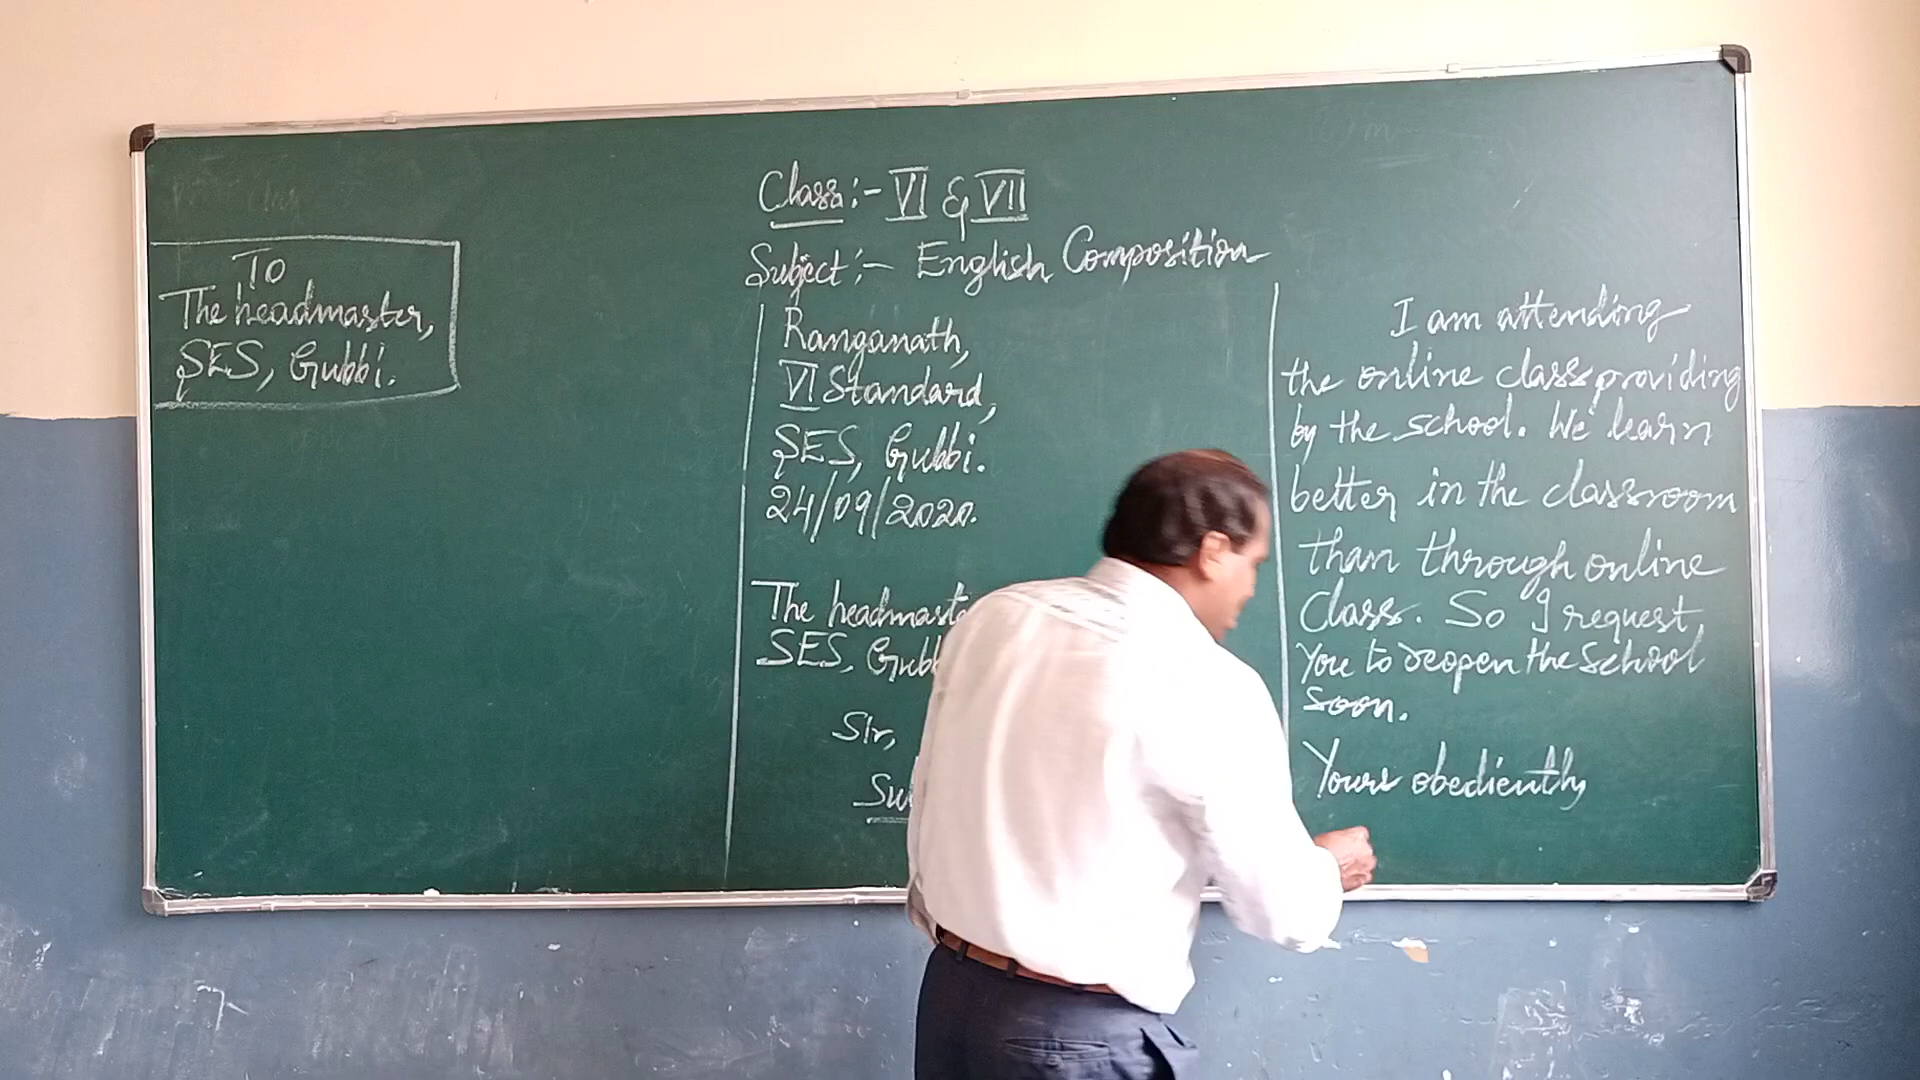 Class:- VI & VII
Subject:- English Composition
To
The headmaster,
SES, Gubbi.
Ranganath,
VI Standard,
SES, Gubbi.
24/09/2020.
The
SES,
Sir,
I am attending
the online class providing
by the school. We learn
better in the classroom
than through online
class. So I request
you to reopen the school
soon.
Yours obediently